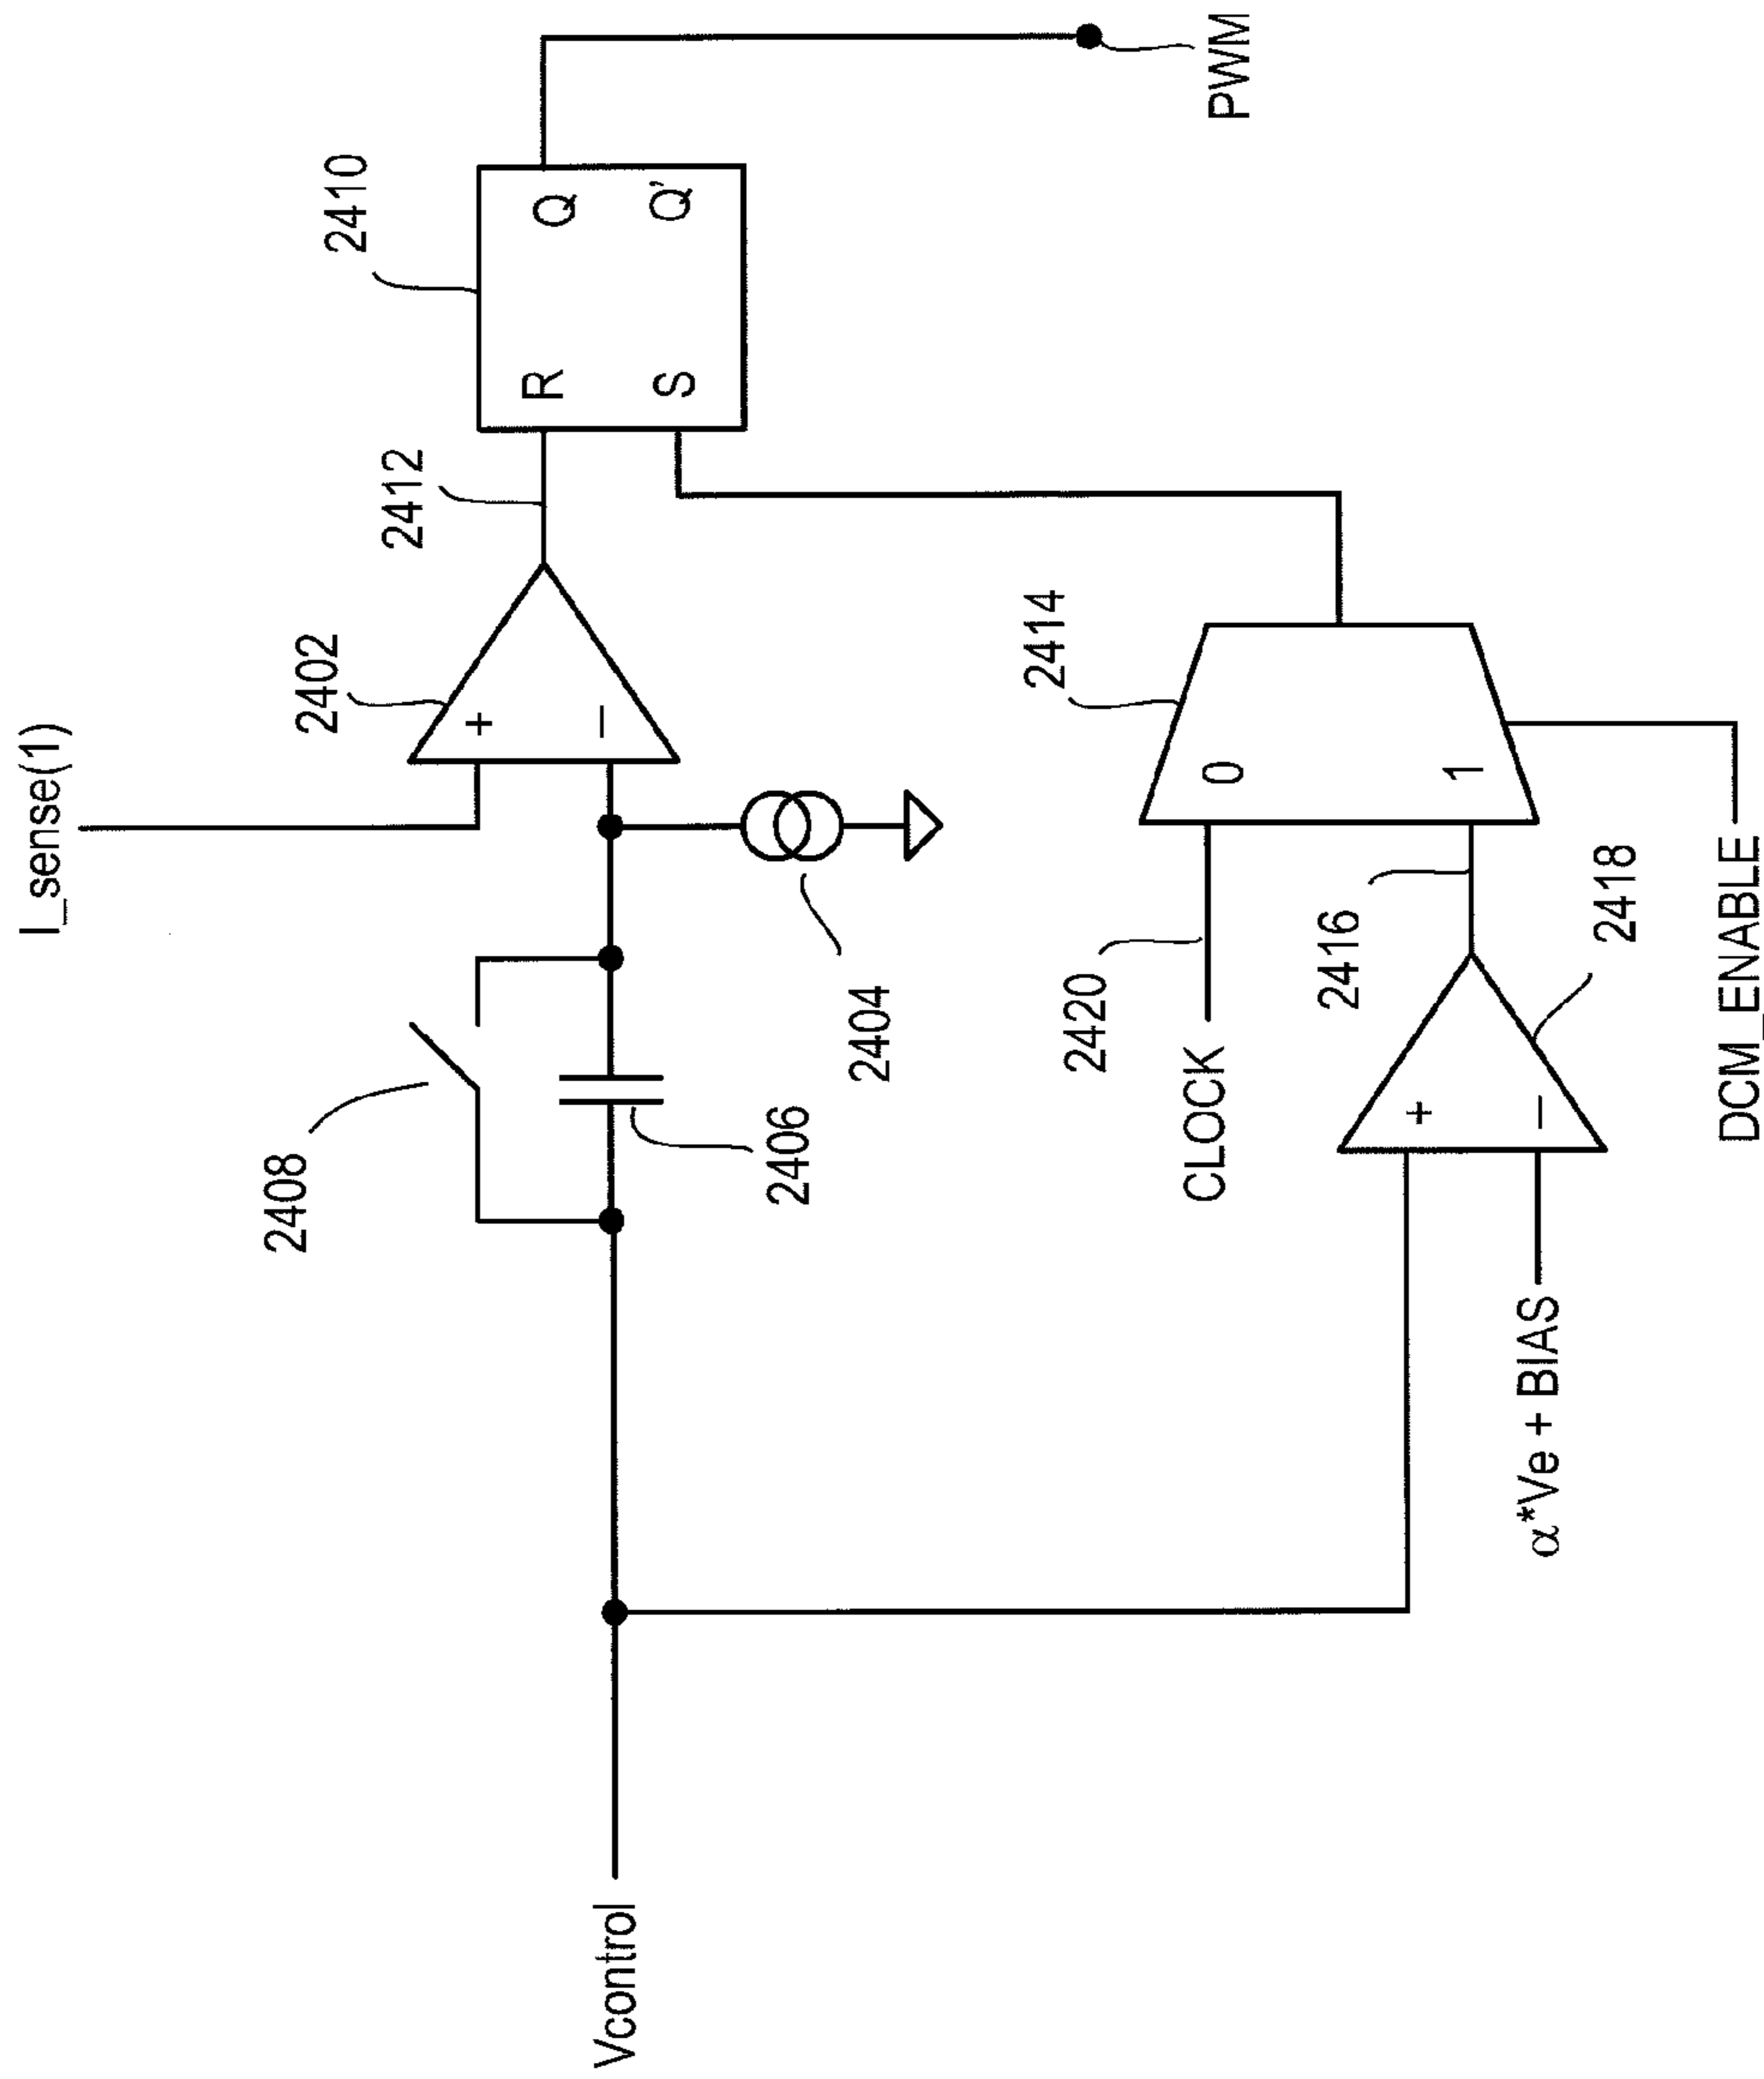 I_sense(1)
2402
2412
2410
+
–
R
Q
S
Q'
2408
2406
2404
Vcontrol
PWM
2414
0
1
2420
CLOCK
2416
2418
+
–
α*Ve + BIAS
DCM_ENABLE